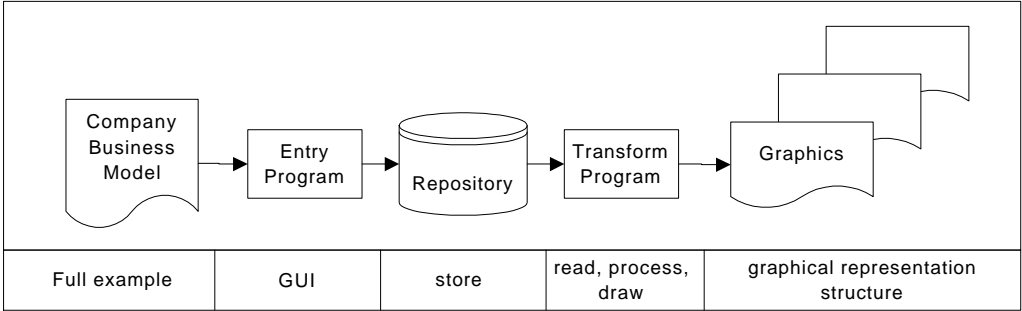 Company
Business
Model
Entry
Program
Repository
Transform
Program
Graphics
Full example
GUI
store
read, process,
draw
graphical representation
structure